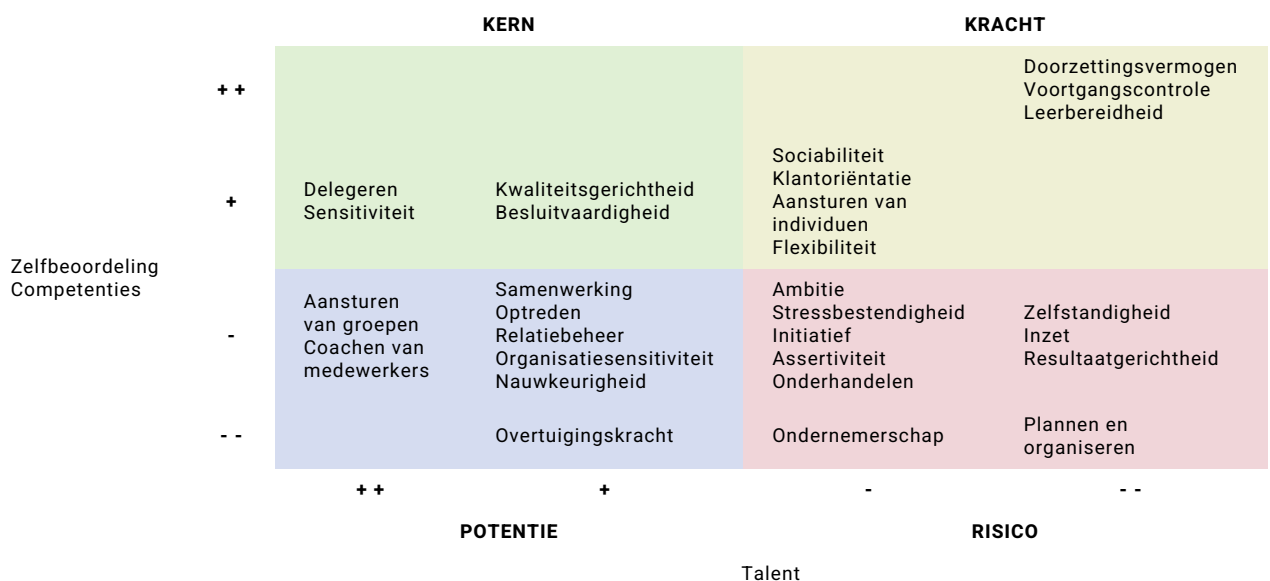 KERN
KRACHT
+ +
Doorzettingsvermogen
Voortgangscontrole
Leerbereidheid
+
Delegeren
Sensitiviteit
Kwaliteitsgerichtheid
Besluitvaardigheid
Sociabiliteit
Klantoriëntatie
Aansturen van
individuen
Flexibiliteit
Zelfbeoordeling
Competenties
-
Aansturen
van groepen
Coachen van
medewerkers
Samenwerking
Optreden
Relatiebeheer
Organisatiesensitiviteit
Nauwkeurigheid
Ambitie
Stressbestendigheid
Initiatief
Assertiviteit
Onderhandelen
Zelfstandigheid
Inzet
Resultaatgerichtheid
- -
Overtuigingskracht
Ondernemerschap
Plannen en
organiseren
+ +
+
-
- -
POTENTIE
RISICO
Talent